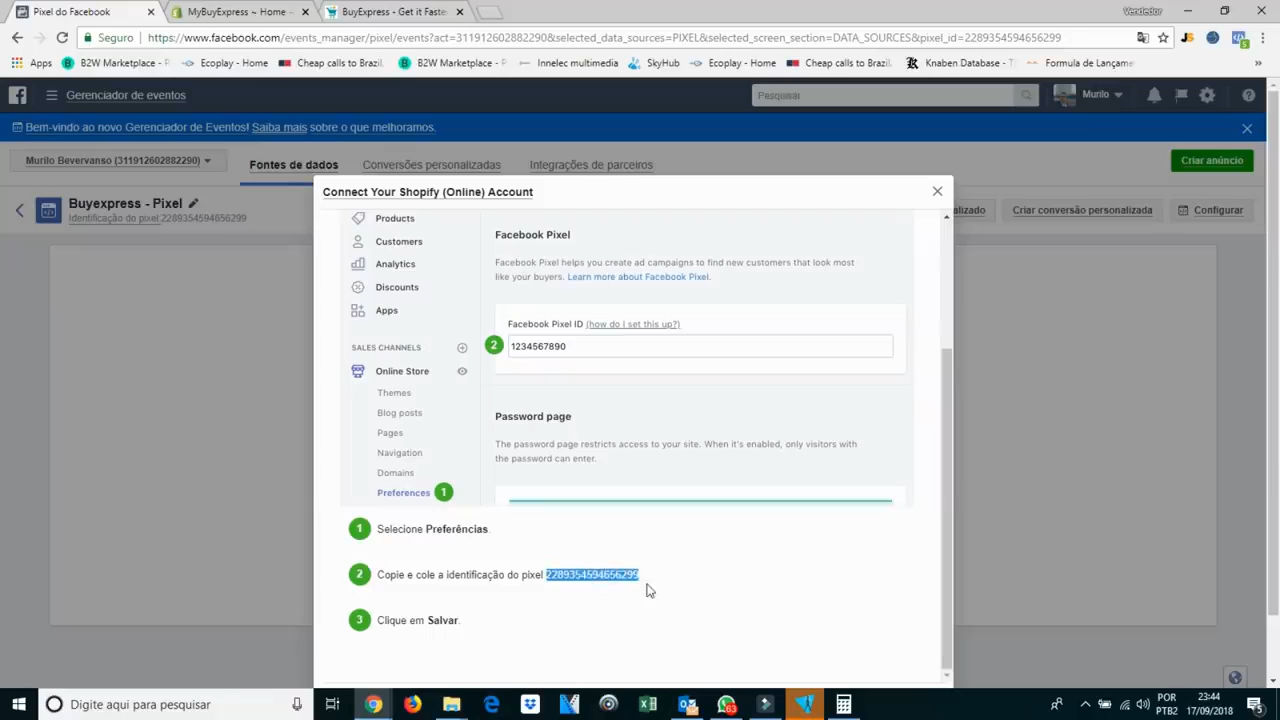 Pixel do Facebook
MyBuyExpress ~ Home –
BuyExpress - Get it Faste
Vendedor
Seguro
https://www.facebook.com/events_manager/pixel/events?act=311912602882290&selected_data_sources=PIXEL&selected_screen_section=DATA_SOURCES&pixel_id=2289354594656299
Apps
B2W Marketplace - P
Ecoplay - Home
Cheap calls to Brazil.
B2W Marketplace - P
Innelec multimedia
SkyHub
Ecoplay - Home
Cheap calls to Brazil.
Knaben Database - T
Formula de Lançame
»
Gerenciador de eventos
Pesquisar
Murilo
Bem-vindo ao novo Gerenciador de Eventos! Saiba mais sobre o que melhoramos.
Murilo Bevervanso (311912602882290)
Fontes de dados
Conversões personalizadas
Integrações de parceiros
Criar anúncio
Buyexpress - Pixel
Identificação do pixel 2289354594656299
alizado
Criar conversão personalizada
Configurar
Connect Your Shopify (Online) Account
Products
Customers
Analytics
Discounts
Apps
SALES CHANNELS
Online Store
Themes
Blog posts
Pages
Navigation
Domains
Preferences
1
Facebook Pixel
Facebook Pixel helps you create ad campaigns to find new customers that look most
like your buyers. Learn more about Facebook Pixel.
Facebook Pixel ID (how do I set this up?)
2
1234567890
Password page
The password page restricts access to your site. When it's enabled, only visitors with
the password can enter.
1 Selecione Preferências.
2 Copie e cole a identificação do pixel 2289354594656299
3 Clique em Salvar.
Digite aqui para pesquisar
63
POR
PTB2
23:44
17/09/2018